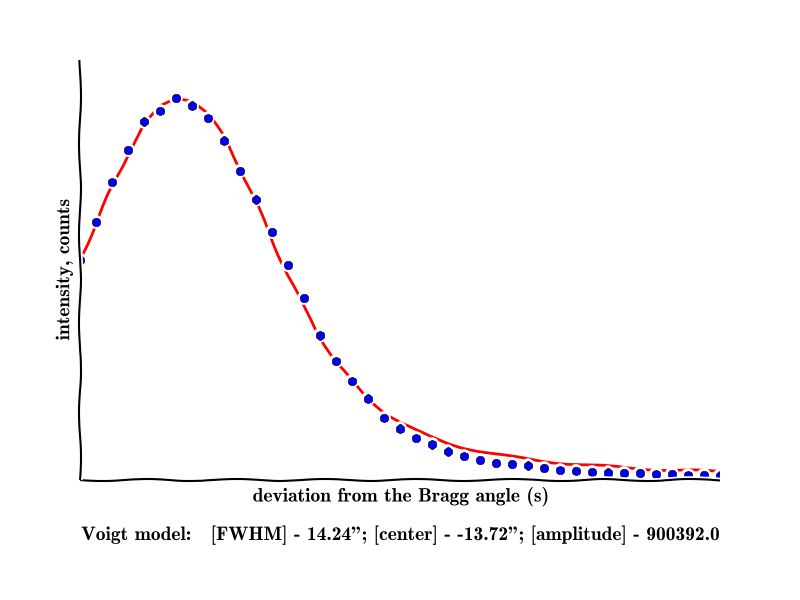 intensity, counts
deviation from the Bragg angle (s)
Voigt model: [FWHM] - 14.24”; [center] - -13.72”; [amplitude] - 900392.0